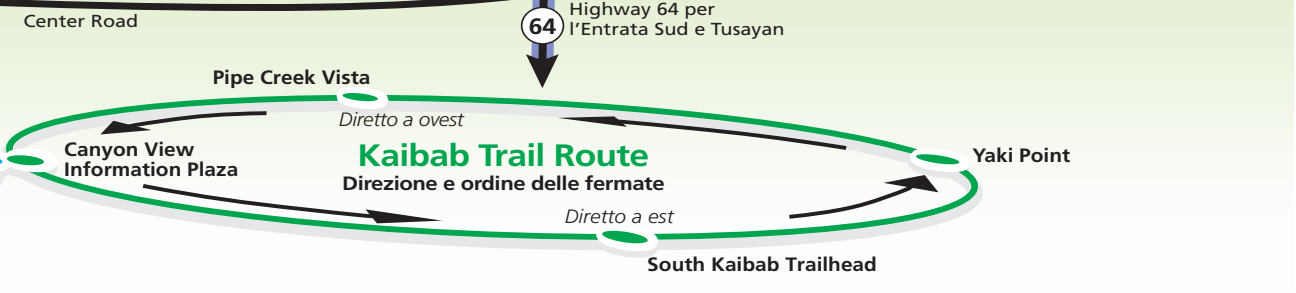 Highway 64 per
Center Road
64
l’Entrata Sud e Tusayan
Pipe Creek Vista
Diretto a ovest
Canyon View
Information Plaza
Kaibab Trail Route
Yaki Point
Direzione e ordine delle fermate
Diretto a est
South Kaibab Trailhead